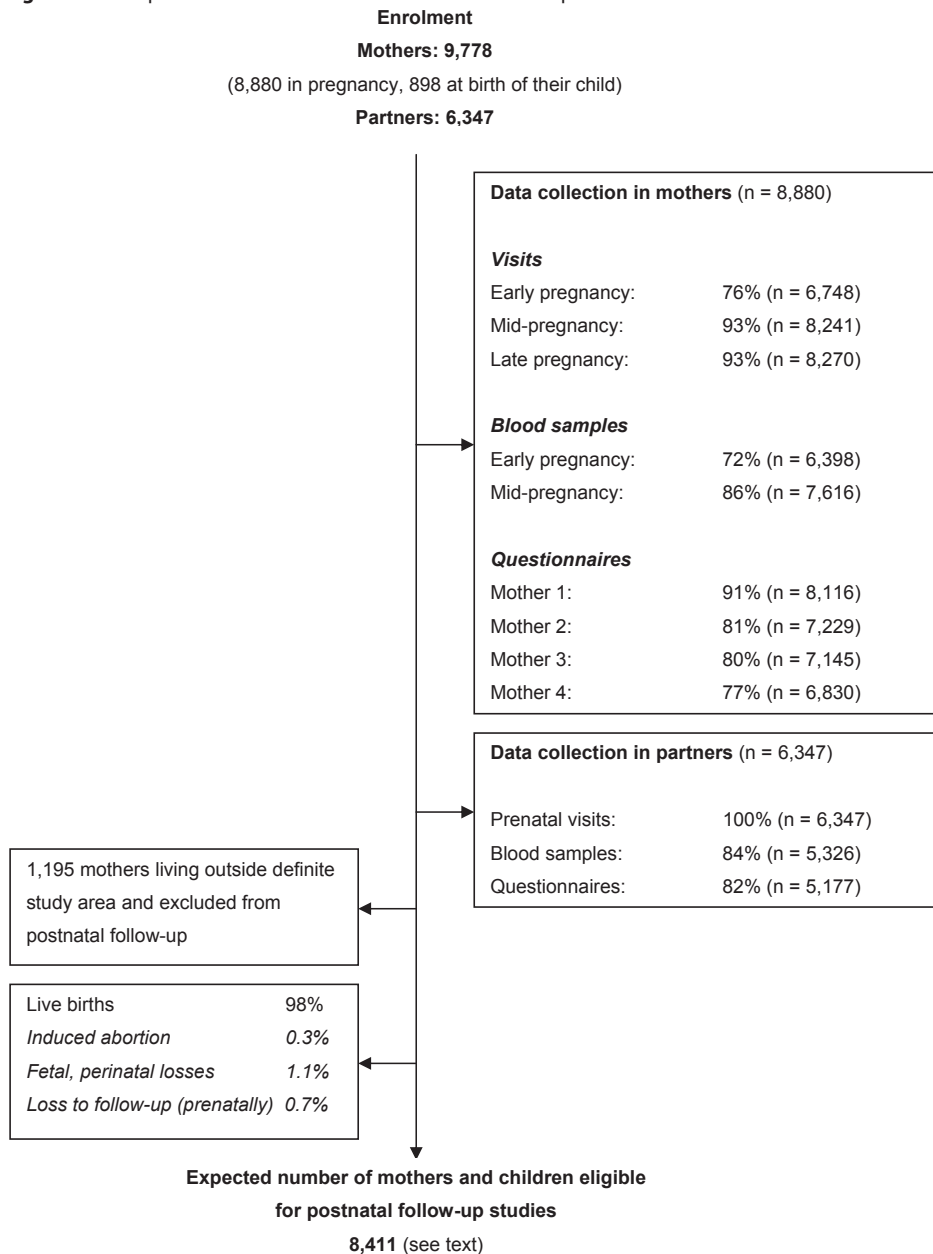 Enrolment
Mothers: 9,778
(8,880 in pregnancy, 898 at birth of their child)
Partners: 6,347
Data collection in mothers (n = 8,880)
Visits
Early pregnancy: 76% (n = 6,748)
Mid-pregnancy: 93% (n = 8,241)
Late pregnancy: 93% (n = 8,270)
Blood samples
Early pregnancy: 72% (n = 6,398)
Mid-pregnancy: 86% (n = 7,616)
Questionnaires
Mother 1: 91% (n = 8,116)
Mother 2: 81% (n = 7,229)
Mother 3: 80% (n = 7,145)
Mother 4: 77% (n = 6,830)
Data collection in partners (n = 6,347)
Prenatal visits: 100% (n = 6,347)
Blood samples: 84% (n = 5,326)
Questionnaires: 82% (n = 5,177)
1,195 mothers living outside definite
study area and excluded from
postnatal follow-up
Live births 98%
Induced abortion 0.3%
Fetal, perinatal losses 1.1%
Loss to follow-up (prenatally) 0.7%
Expected number of mothers and children eligible
for postnatal follow-up studies
8,411 (see text)